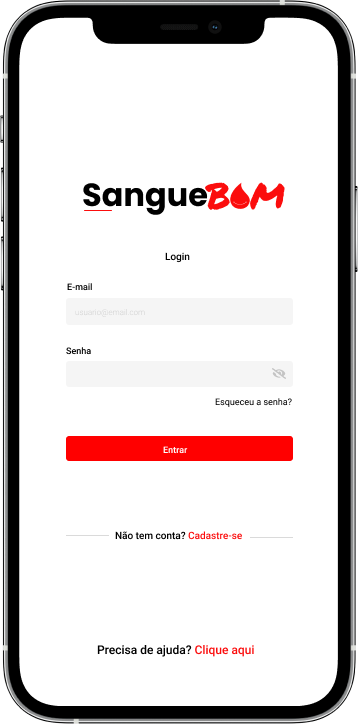 SangueBOM
Login
E-mail
usuario@email.com
Senha
Esqueceu a senha?
Entrar
Não tem conta? Cadastre-se
Precisa de ajuda? Clique aqui